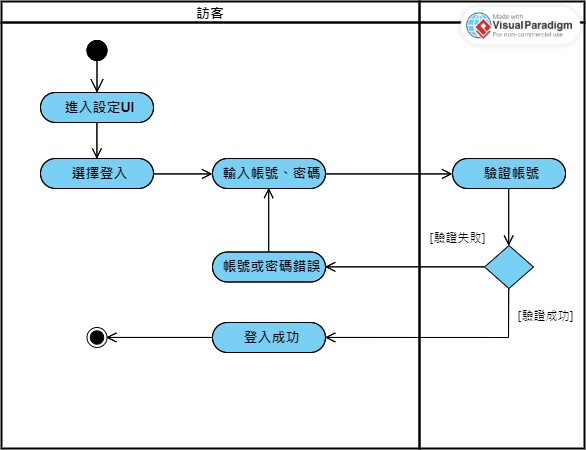 訪客
Made with
Visual Paradigm
For non-commercial use
進入設定UI
選擇登入
輸入帳號、密碼
驗證帳號
[驗證失敗]
帳號或密碼錯誤
[驗證成功]
登入成功